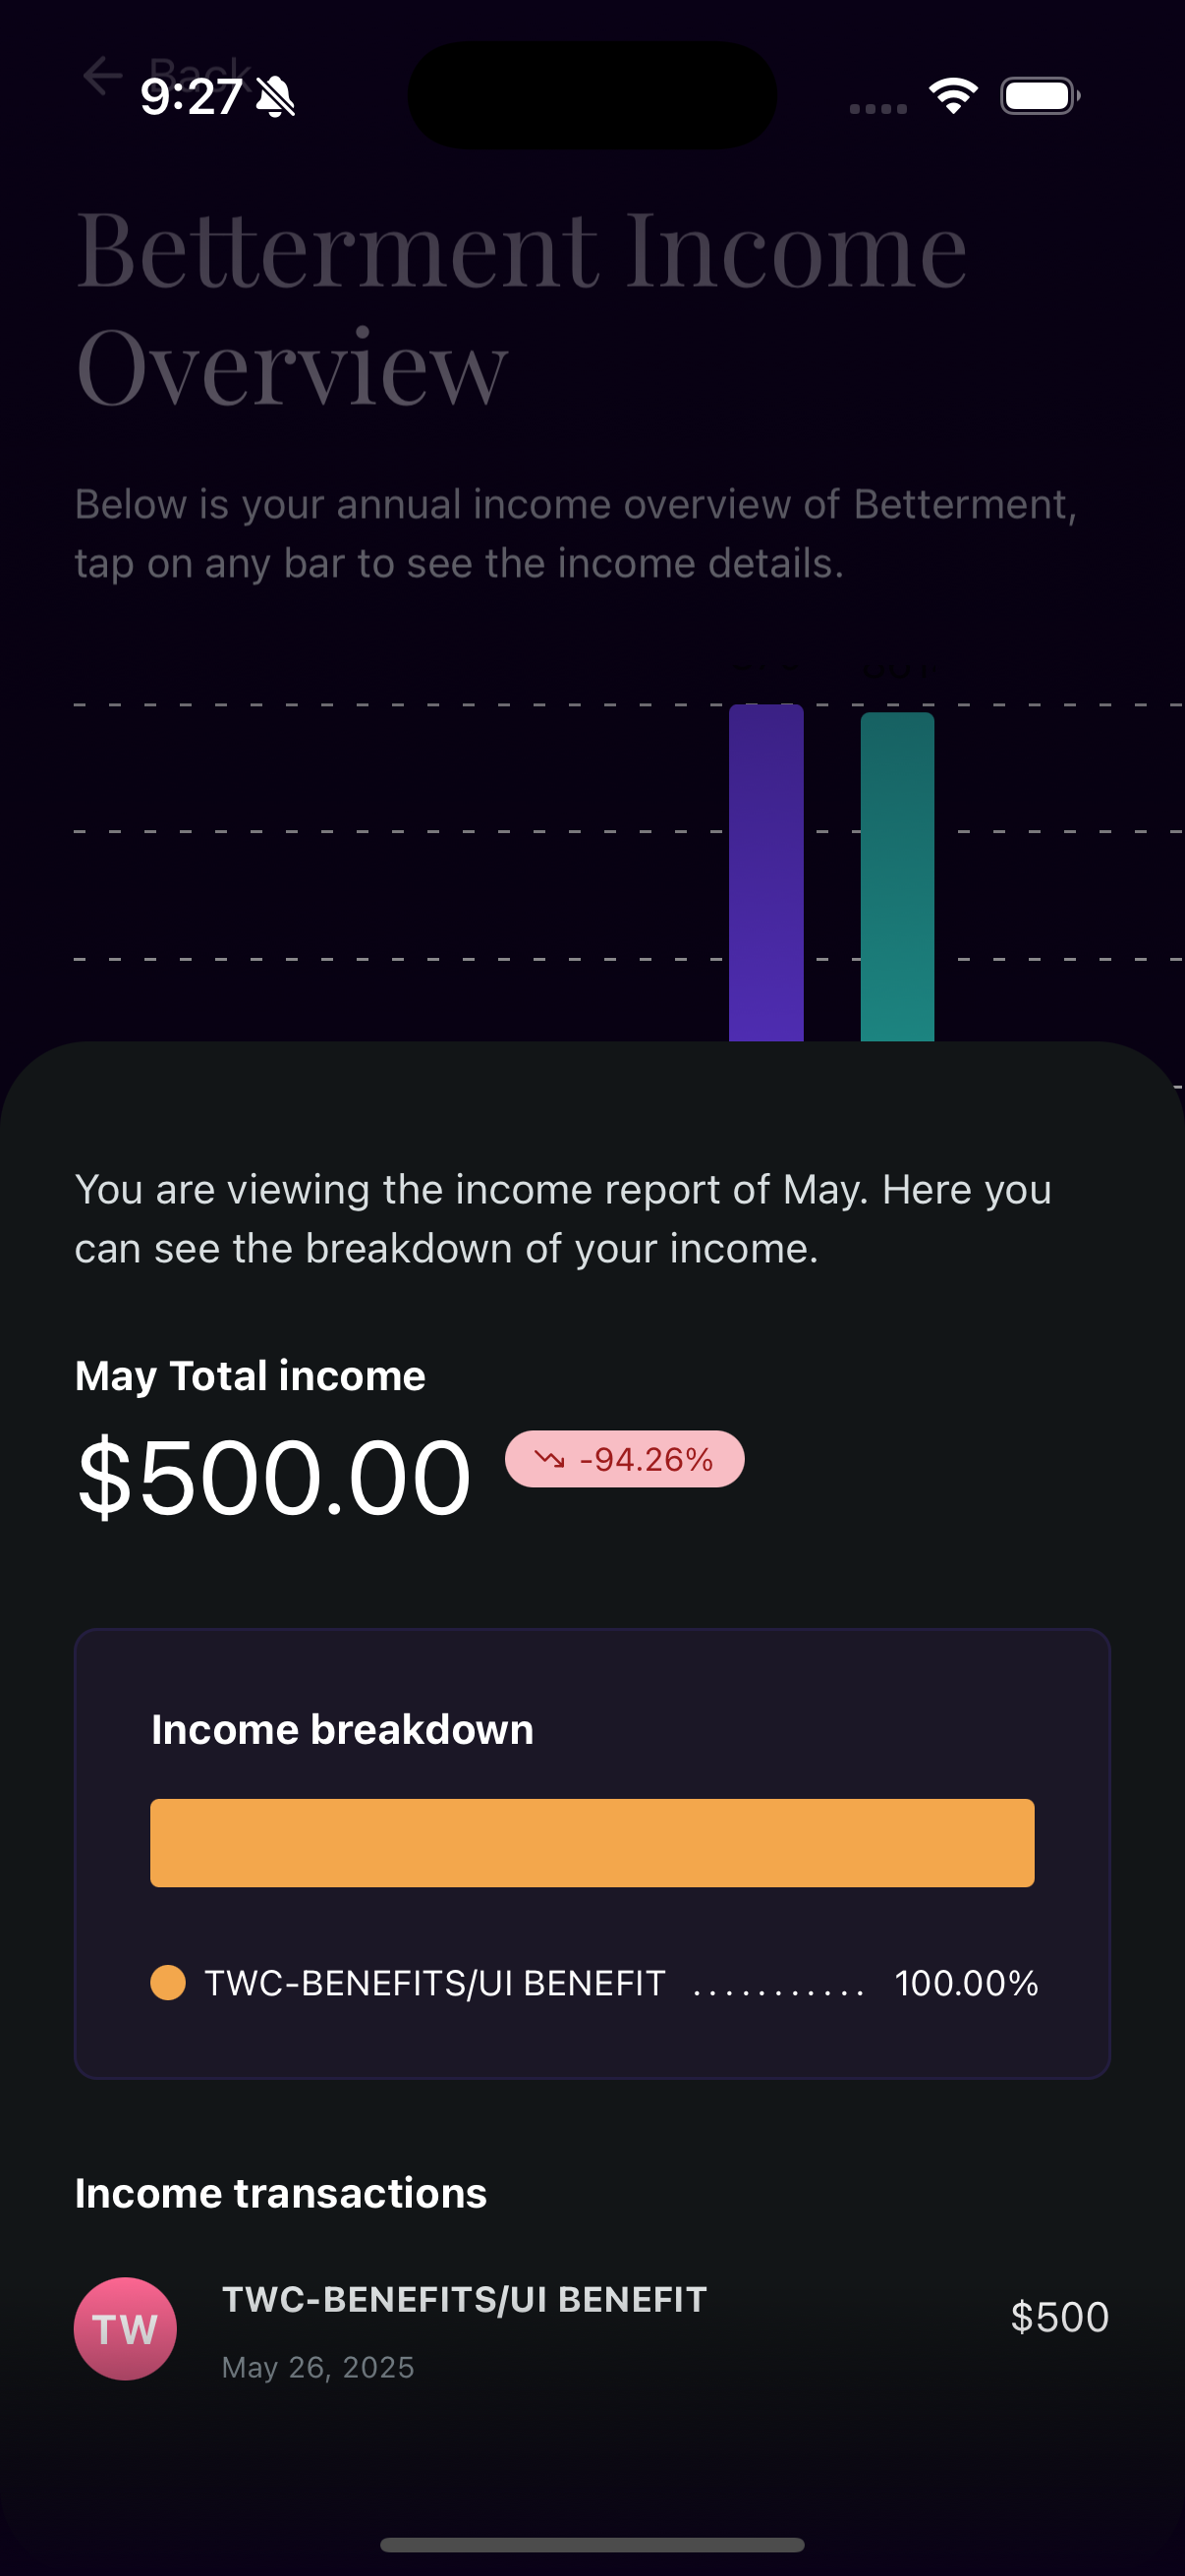 Back
9:27
Betterment Income
Overview
Below is your annual income overview of Betterment,
tap on any bar to see the income details.
You are viewing the income report of May. Here you
can see the breakdown of your income.
May Total income
$500.00 -94.26%
Income breakdown
TWC-BENEFITS/UI BENEFIT ........... 100.00%
Income transactions
TW
TWC-BENEFITS/UI BENEFIT
$500
May 26, 2025